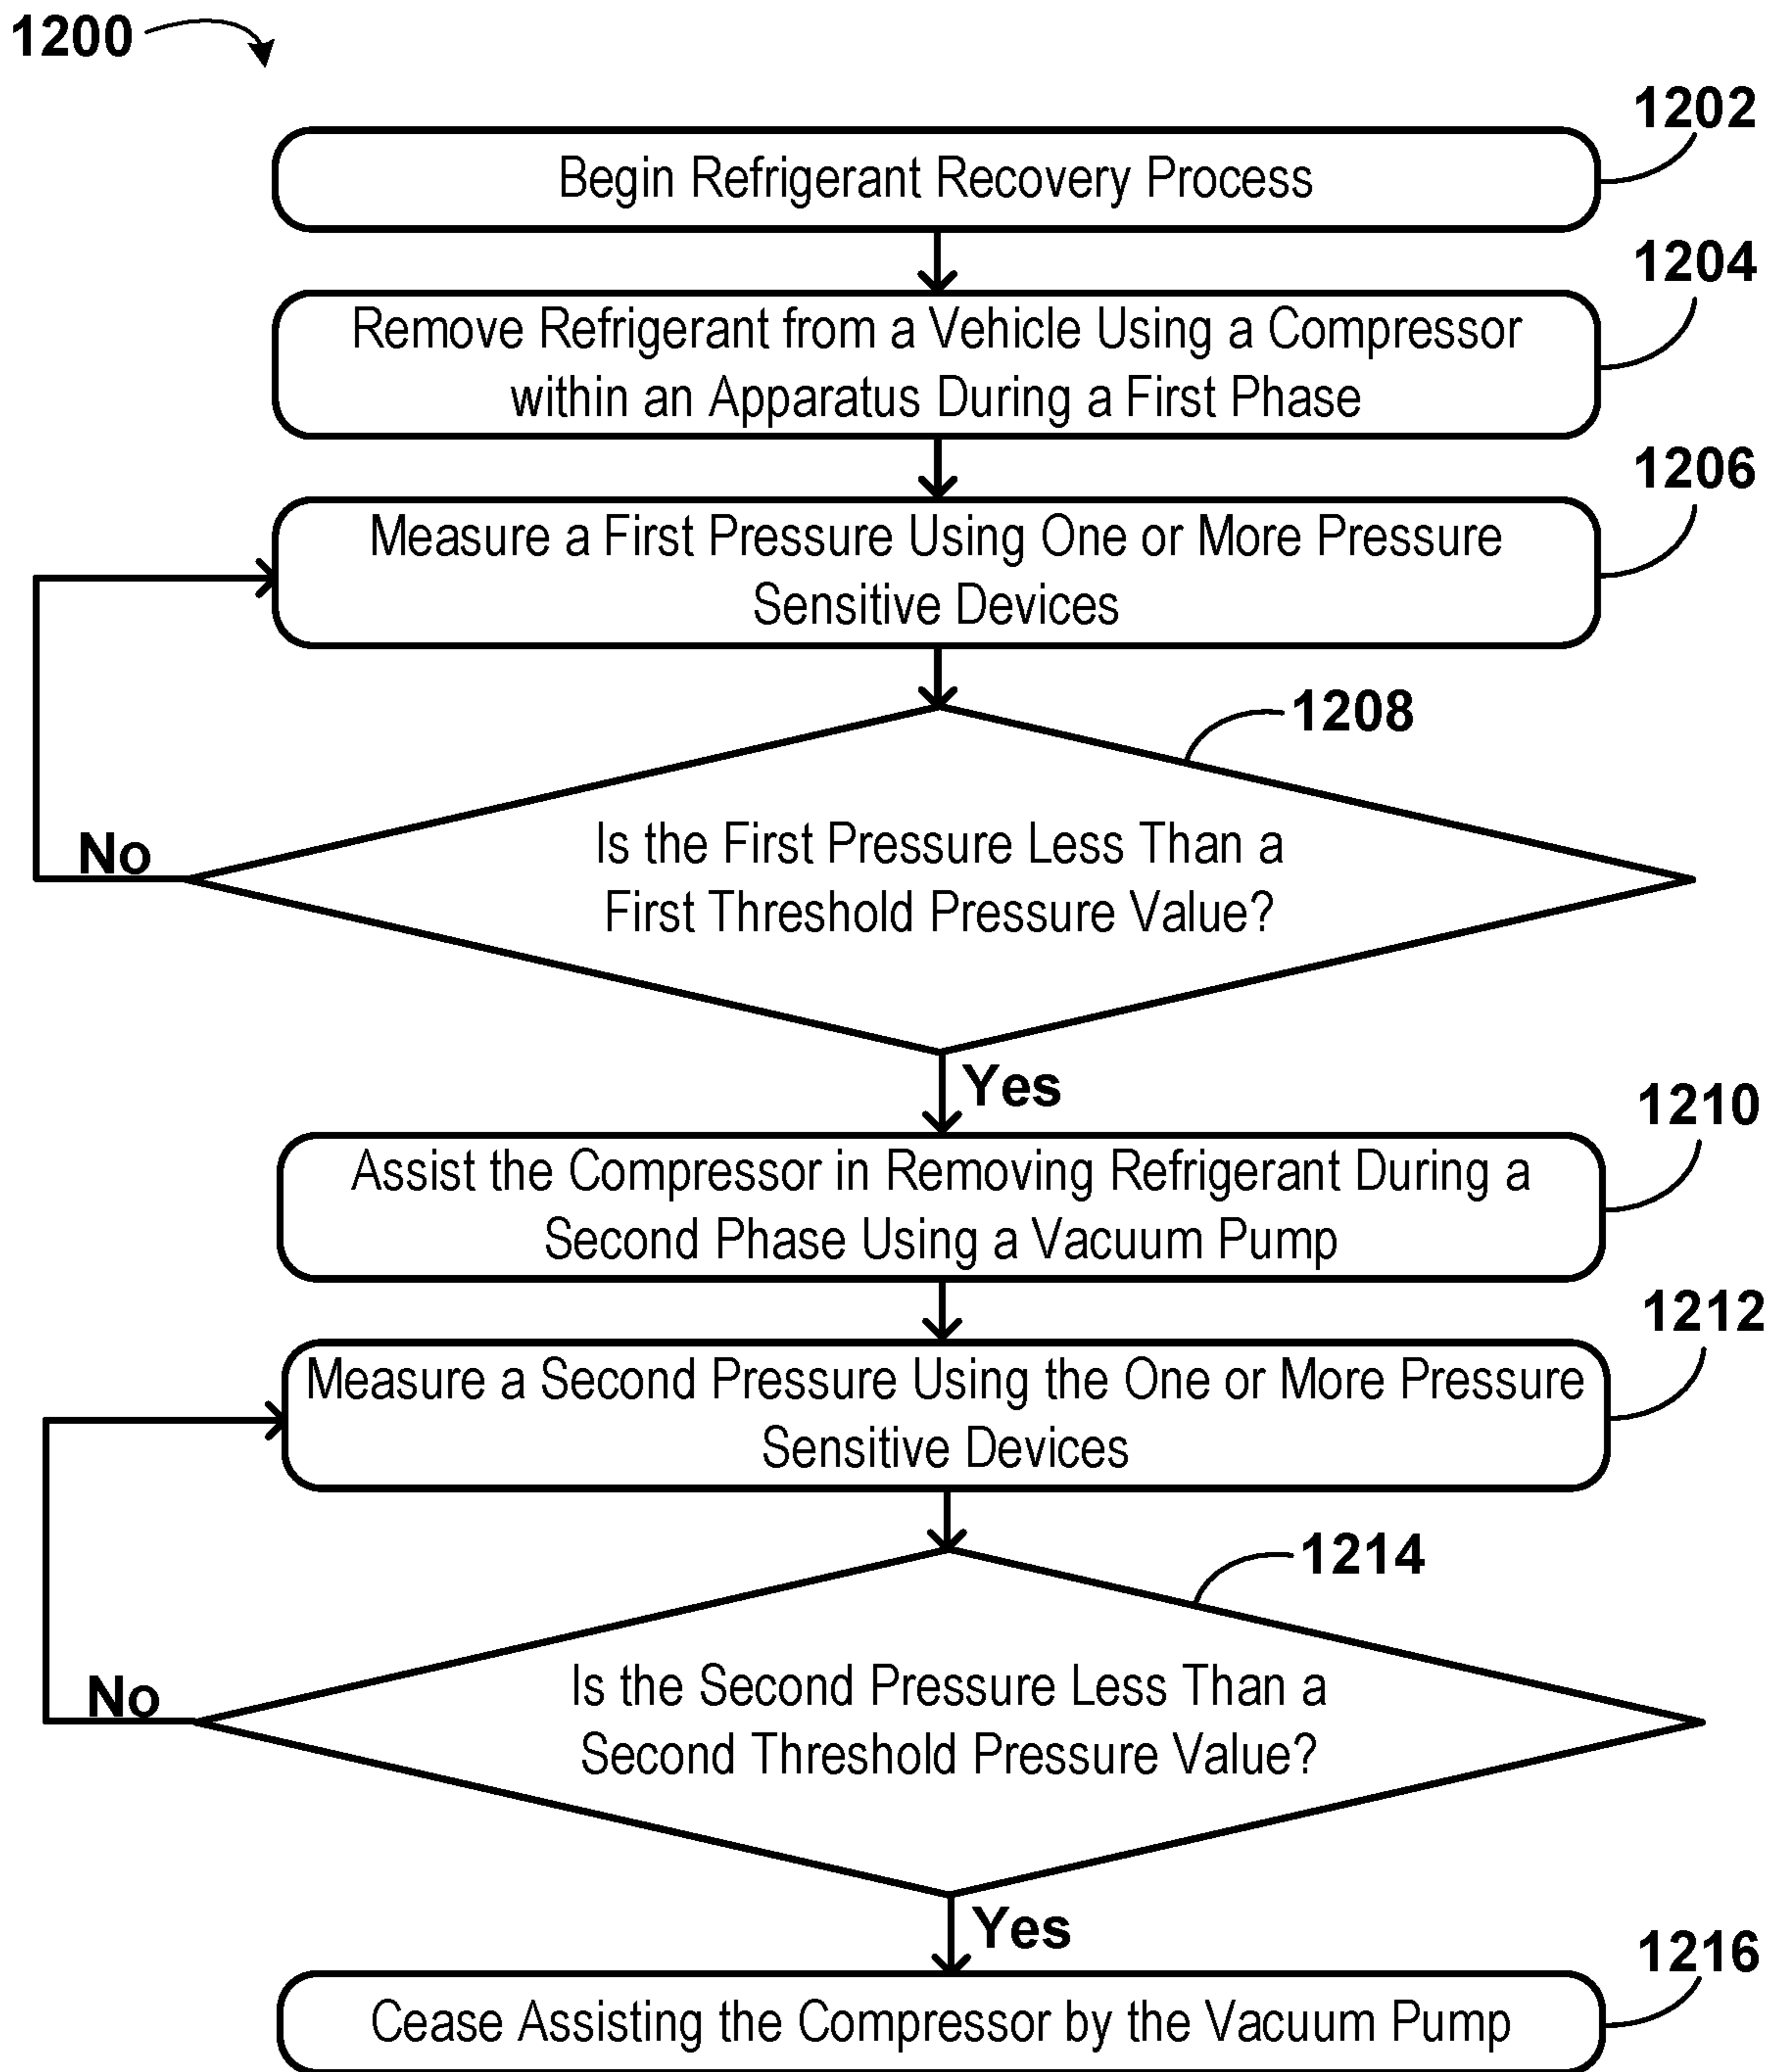 1200
1202
Begin Refrigerant Recovery Process
1204
Remove Refrigerant from a Vehicle Using a Compressor
within an Apparatus During a First Phase
1206
Measure a First Pressure Using One or More Pressure
Sensitive Devices
1208
Is the First Pressure Less Than a
First Threshold Pressure Value?
No
Yes
1210
Assist the Compressor in Removing Refrigerant During a
Second Phase Using a Vacuum Pump
1212
Measure a Second Pressure Using the One or More Pressure
Sensitive Devices
1214
Is the Second Pressure Less Than a
Second Threshold Pressure Value?
No
Yes
1216
Cease Assisting the Compressor by the Vacuum Pump